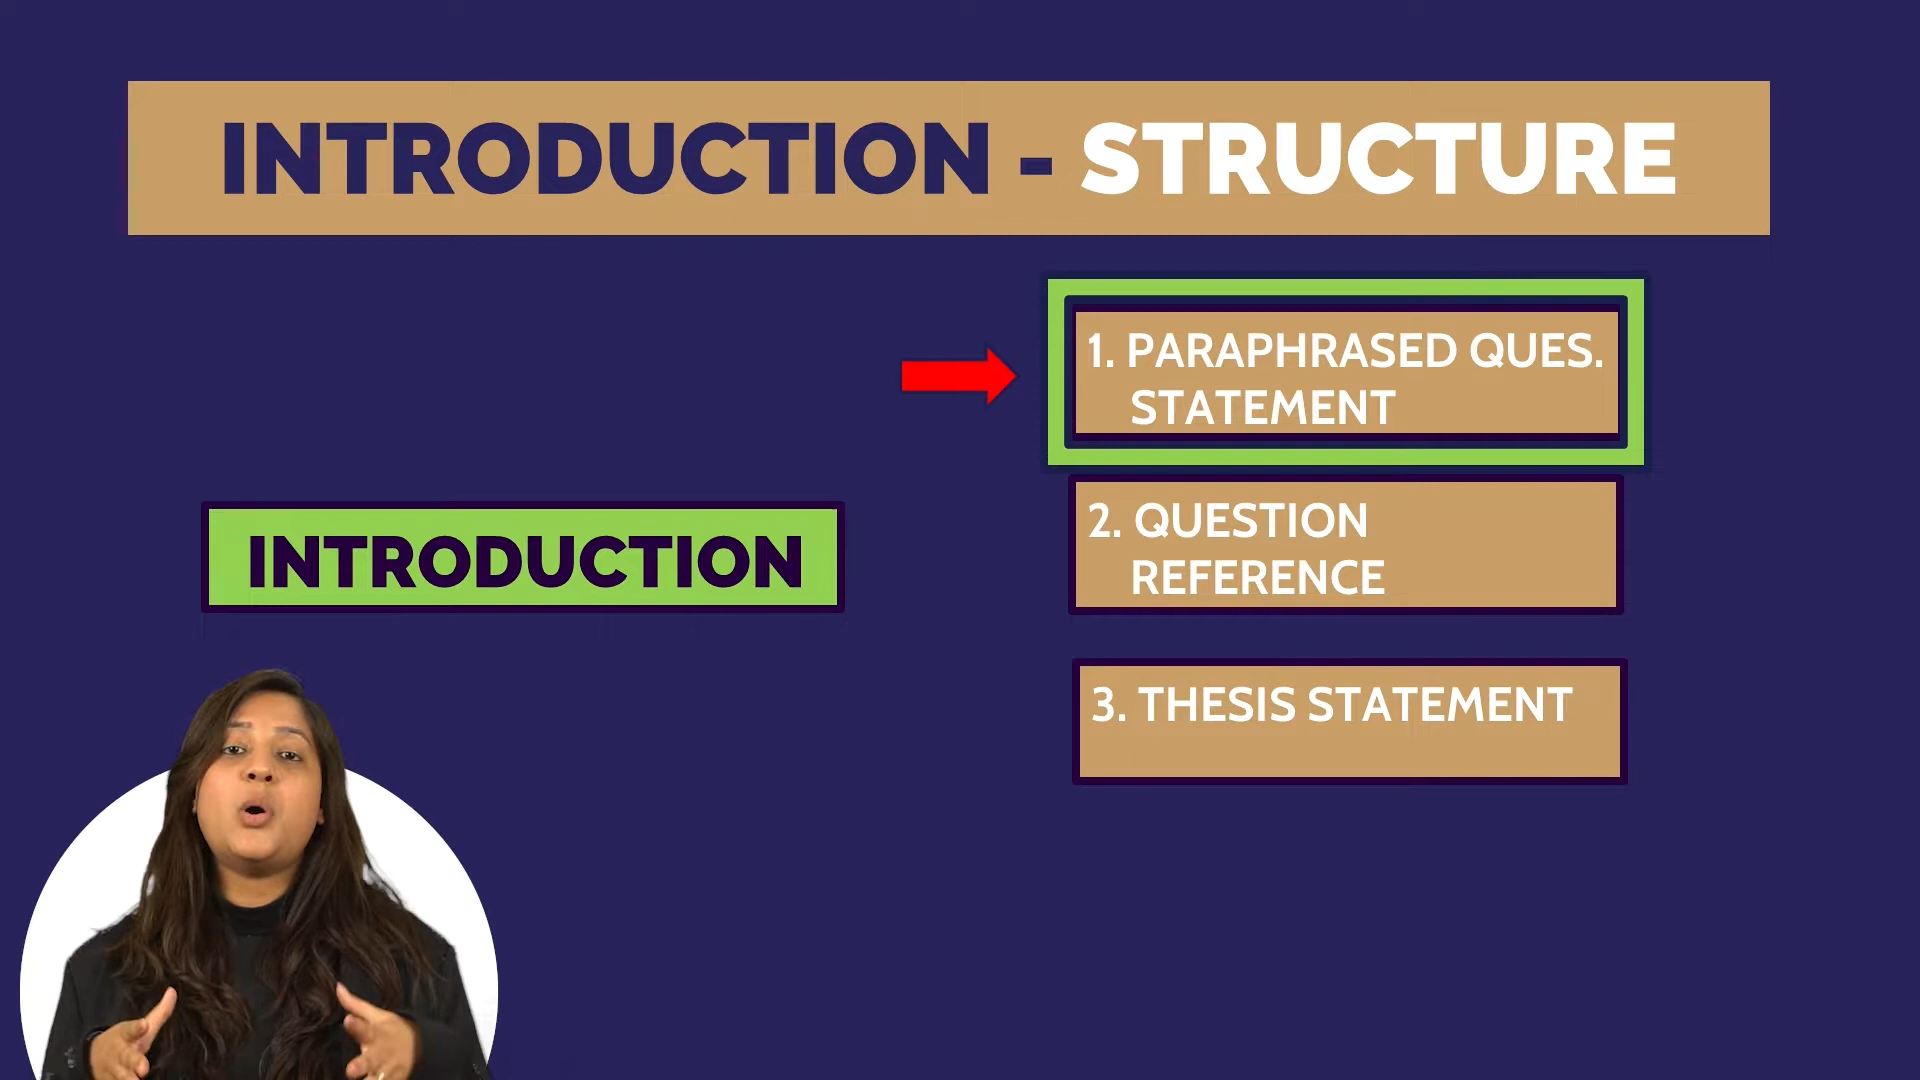 INTRODUCTION - STRUCTURE
1. PARAPHRASED QUES.
STATEMENT
INTRODUCTION
2. QUESTION
REFERENCE
3. THESIS STATEMENT